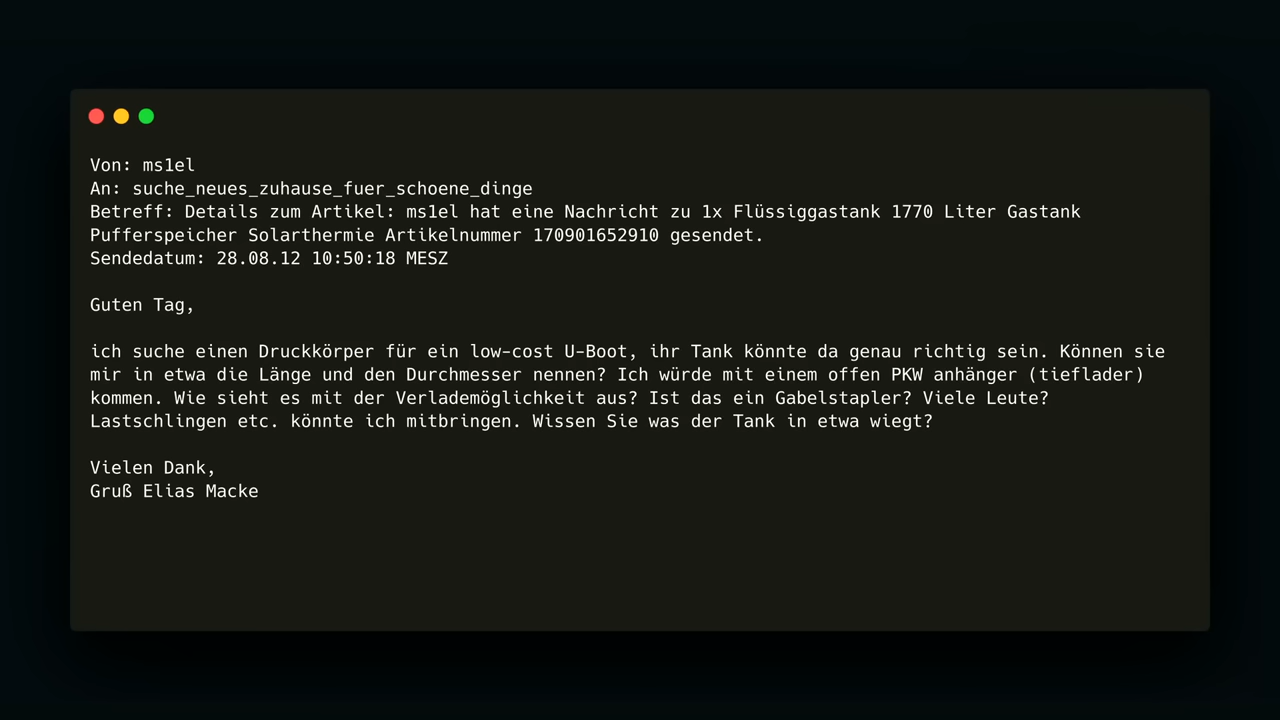 Von: ms1el
An: suche_neues_zuhause_fuer_schoene_dinge
Betreff: Details zum Artikel: ms1el hat eine Nachricht zu 1x Flüssiggastank 1770 Liter Gastank
Pufferspeicher Solarthermie Artikelnummer 170901652910 gesendet.
Sendedatum: 28.08.12 10:50:18 MESZ
Guten Tag,
ich suche einen Druckkörper für ein low-cost U-Boot, ihr Tank könnte da genau richtig sein. Können sie
mir in etwa die Länge und den Durchmesser nennen? Ich würde mit einem offen PKW anhänger (tieflader)
kommen. Wie sieht es mit der Verlademöglichkeit aus? Ist das ein Gabelstapler? Viele Leute?
Lastschlingen etc. könnte ich mitbringen. Wissen Sie was der Tank in etwa wiegt?
Vielen Dank,
Gruß Elias Macke